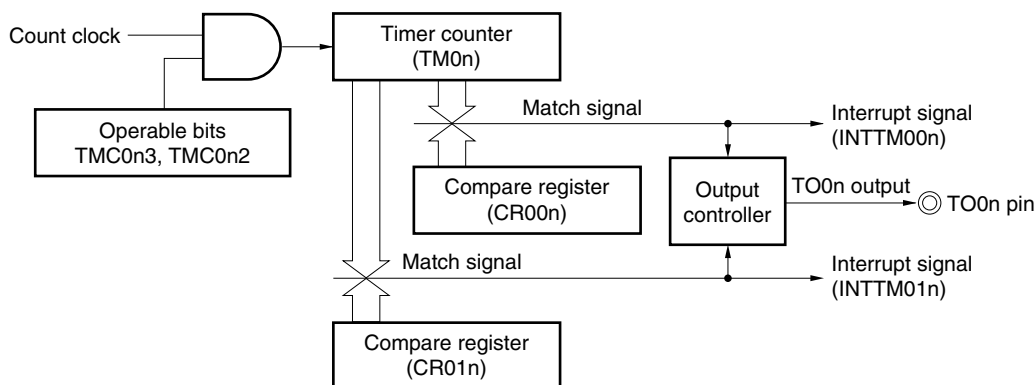 Count clock
Timer counter
(TM0n)
Operable bits
TMC0n3, TMC0n2
Match signal
Interrupt signal
(INTTM00n)
Compare register
(CR00n)
Output
controller
TO0n output
TO0n pin
Match signal
Interrupt signal
(INTTM01n)
Compare register
(CR01n)